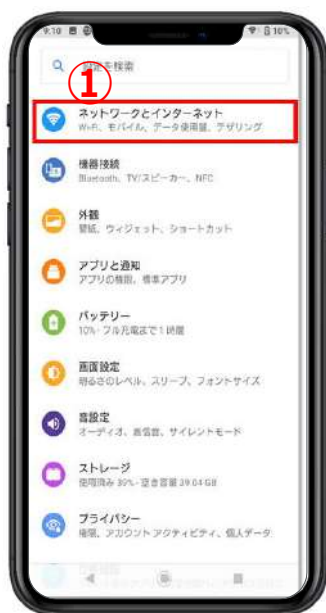 9:10 10%
設定を検索
①
ネットワークとインターネット
Wi-Fi、モバイル、データ使用量、テザリング
機器接続
Bluetooth、TV/スピーカー、NFC
外観
壁紙、ウィジェット、ショートカット
アプリと通知
アプリの権限、標準アプリ
バッテリー
10% - フル充電まで1時間
画面設定
明るさのレベル、スリープ、フォントサイズ
音設定
オーディオ、着信音、サイレントモード
ストレージ
使用済み 39% - 空き容量 39.04 GB
プライバシー
権限、アカウント アクティビティ、個人データ